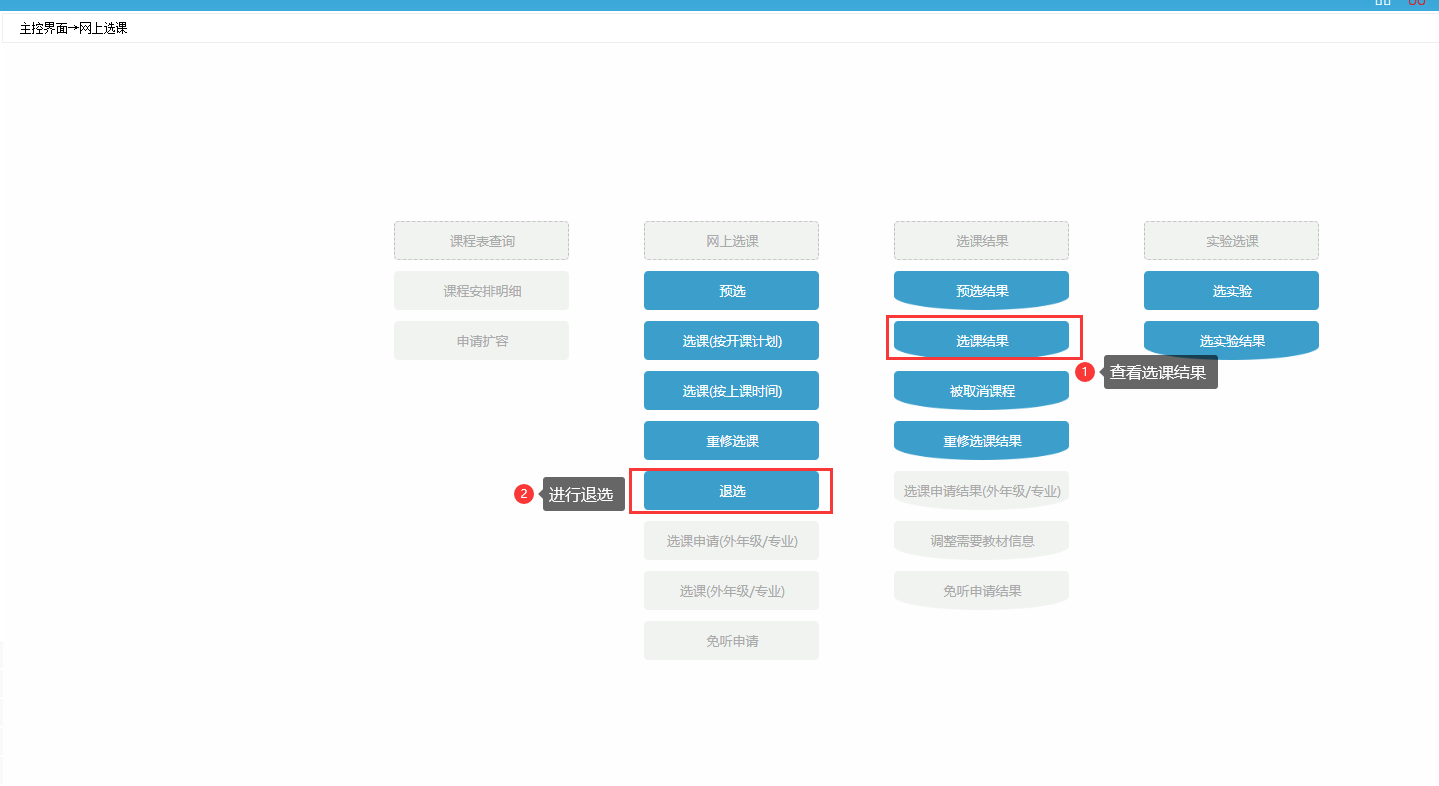 主控界面→网上选课
课程表查询
课程安排明细
申请扩容
网上选课
预选
选课(按开课计划)
选课(按上课时间)
重修选课
2 进行退选
退选
选课申请(外年级/专业)
选课(外年级/专业)
免听申请
选课结果
预选结果
选课结果
1 查看选课结果
被取消课程
重修选课结果
选课申请结果(外年级/专业)
调整需要教材信息
免听申请结果
实验选课
选实验
选实验结果